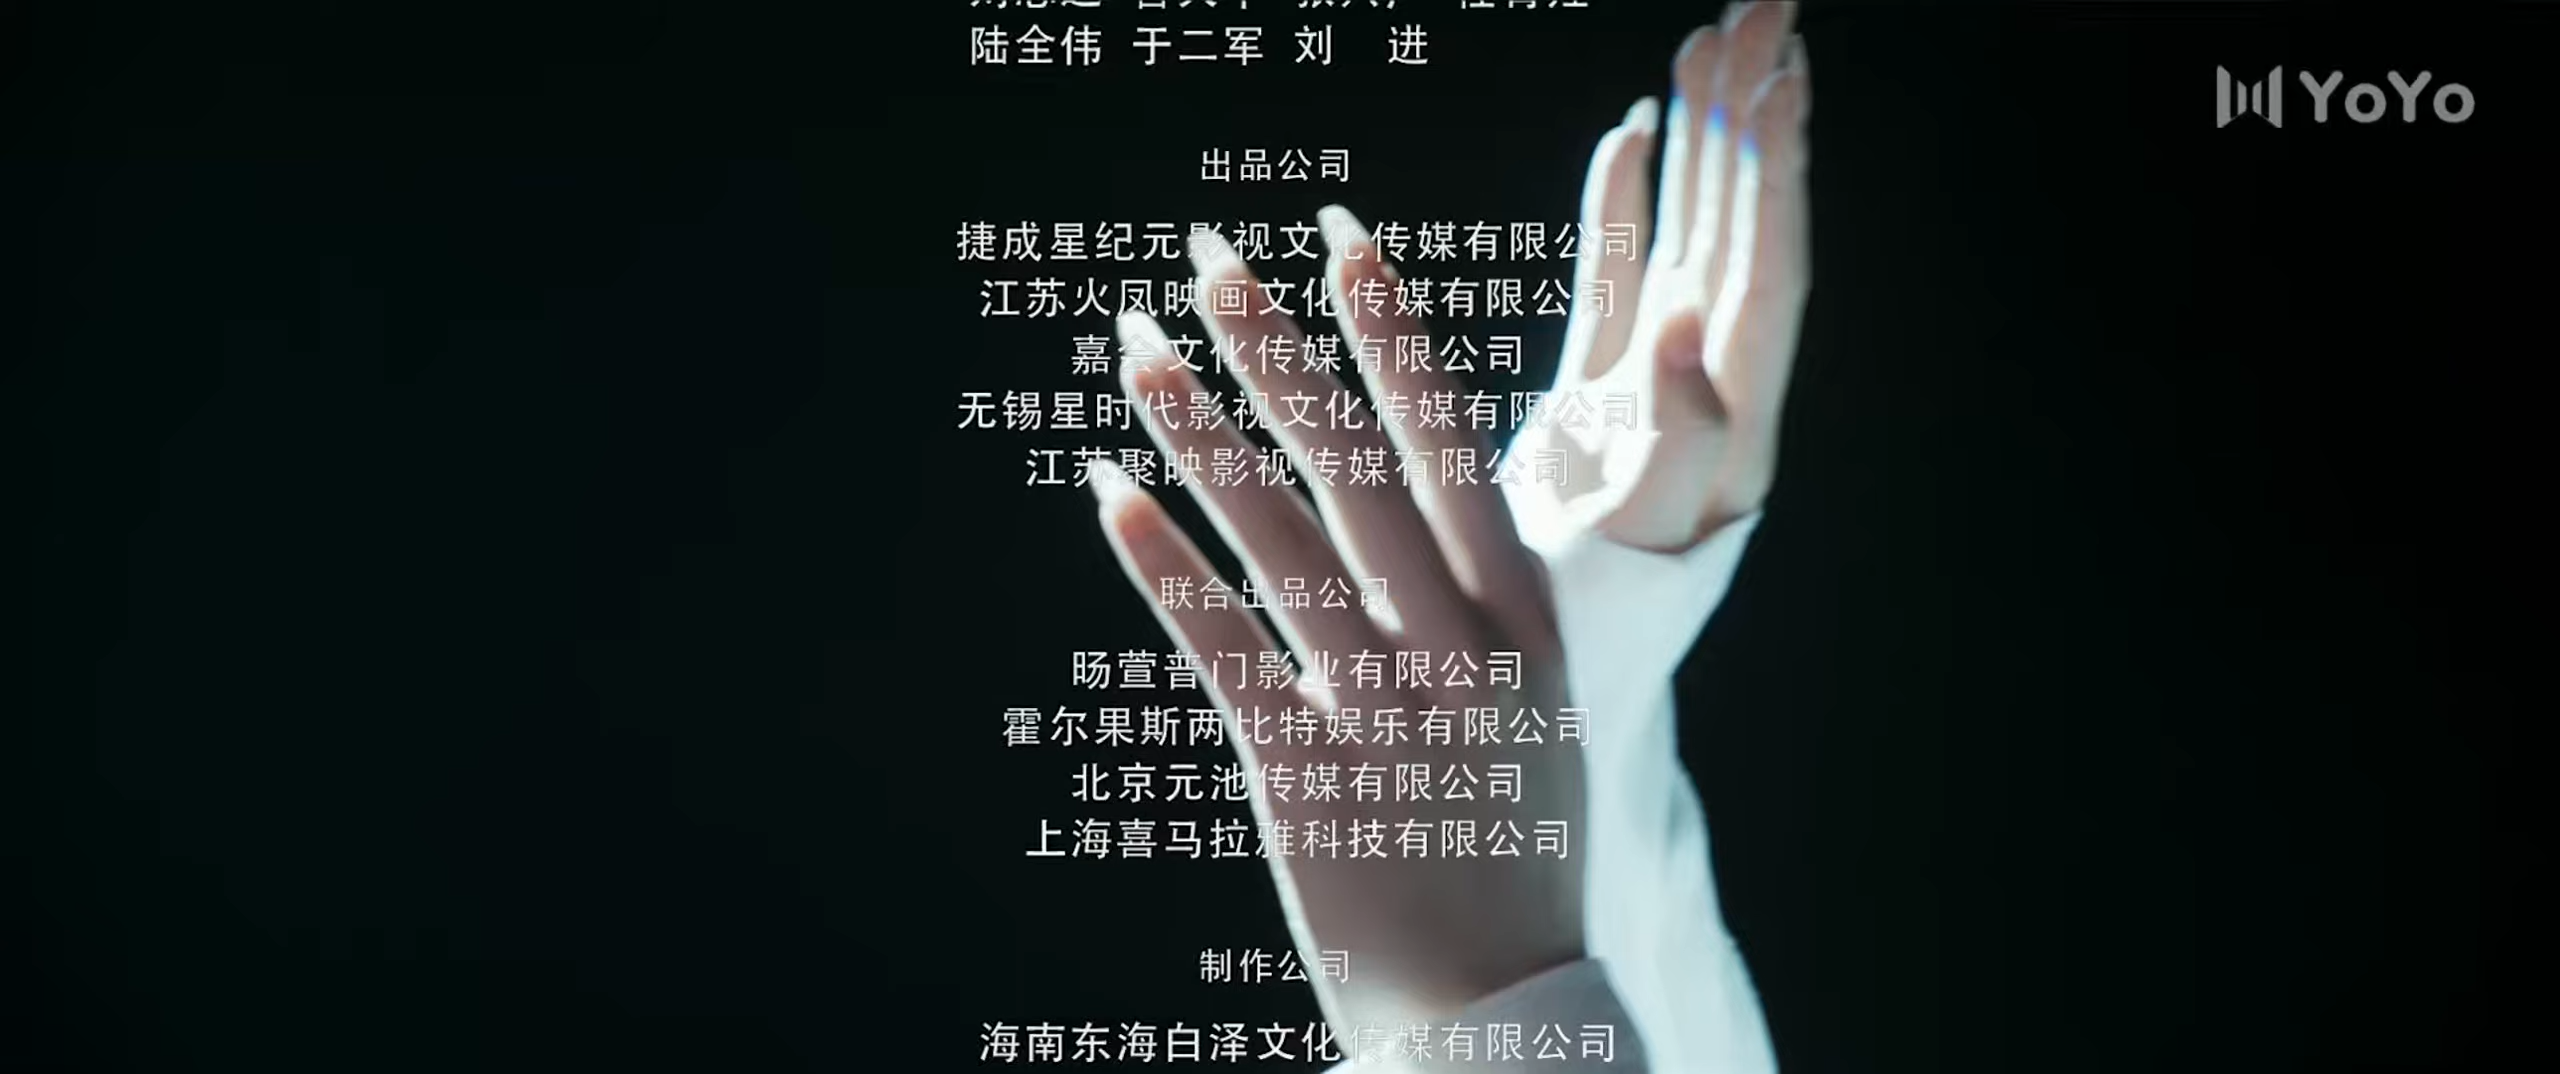 陆全伟 于二军 刘 进
YoYo
出品公司
捷成星纪元影视文化传媒有限公司
江苏火凤映画文化传媒有限公司
嘉会文化传媒有限公司
无锡星时代影视文化传媒有限公司
江苏聚映影视传媒有限公司
联合出品公司
旸萱普门影业有限公司
霍尔果斯两比特娱乐有限公司
北京元池传媒有限公司
上海喜马拉雅科技有限公司
制作公司
海南东海白泽文化传媒有限公司